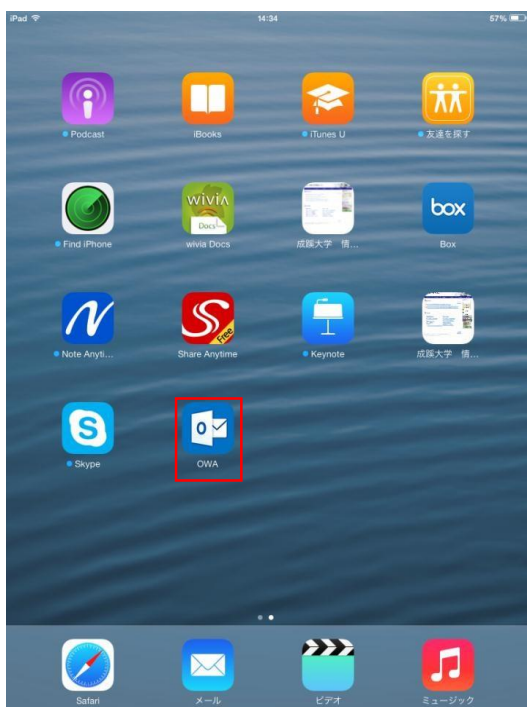 iPad 14:34 57%
Podcast iBooks iTunes U 友達を探す
wivia
Docs
box
Find iPhone wivia Docs 成蹊大学 情... Box
Free
Note Anyti... Share Anytime Keynote 成蹊大学 情...
Skype OWA
Safari メール ビデオ ミュージック